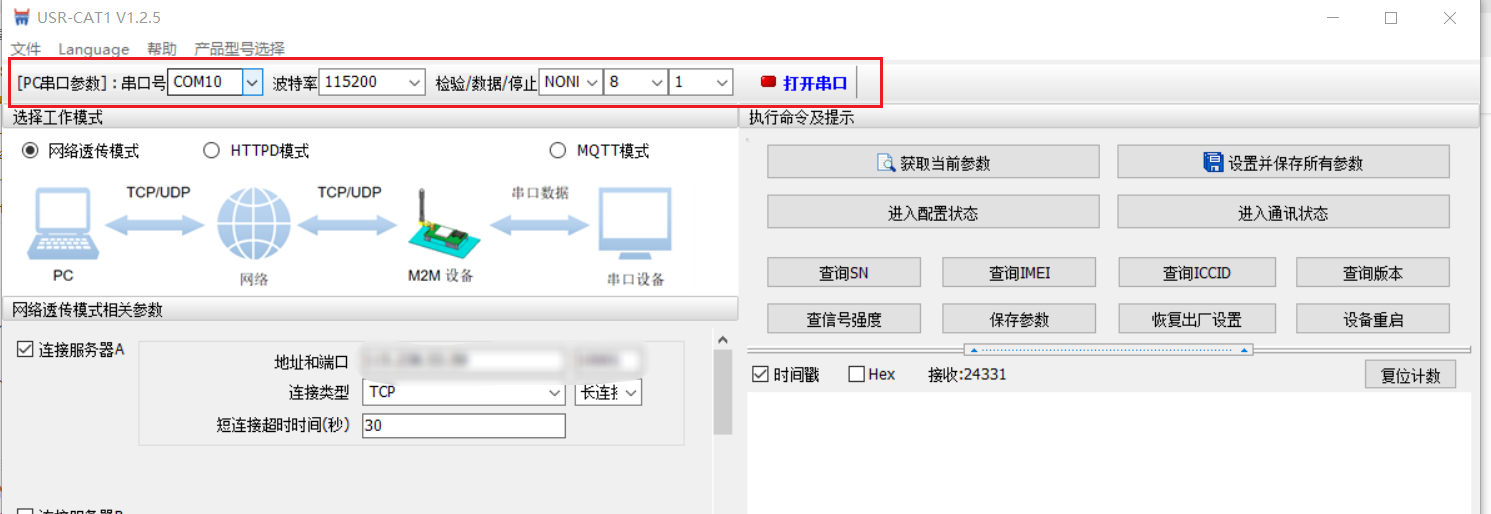 USR-CAT1 V1.2.5
文件 Language 帮助 产品型号选择
[PC串口参数]：串口号 COM10 波特率 115200 检验/数据/停止 NONI 8 1 打开串口
选择工作模式
网络透传模式 HTTPD模式 MQTT模式
TCP/UDP TCP/UDP 串口数据
PC 网络 M2M 设备 串口设备
网络透传模式相关参数
连接服务器A
地址和端口
连接类型 TCP 长连接
短连接超时时间(秒) 30
执行命令及提示
获取当前参数 设置并保存所有参数
进入配置状态 进入通讯状态
查询SN 查询IMEI 查询ICCID 查询版本
查信号强度 保存参数 恢复出厂设置 设备重启
时间戳 Hex 接收:24331 复位计数